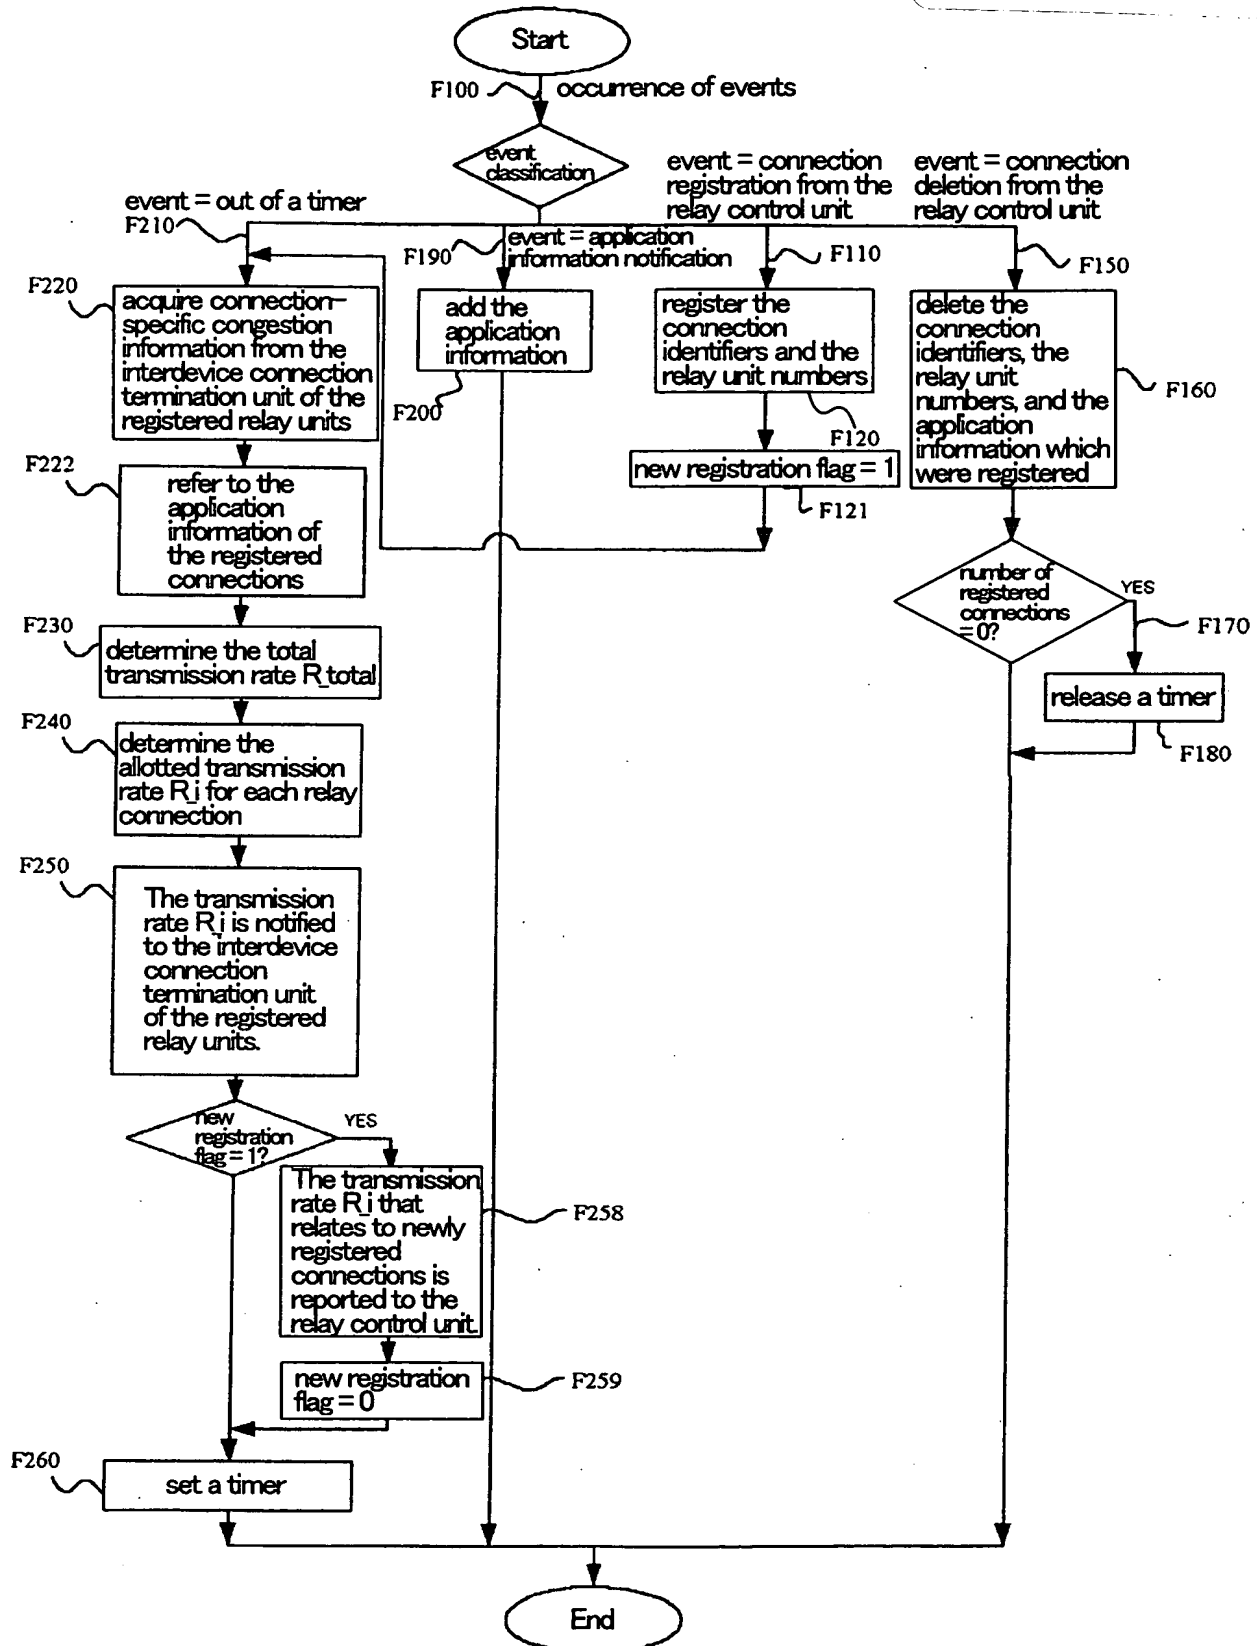 Start
F100
occurrence of events
event
classification
event = out of a timer
F210
F190
event = application
information notification
event = connection
registration from the
relay control unit
F110
event = connection
deletion from the
relay control unit
F150
F220
acquire connection-
specific congestion
information from the
interdevice connection
termination unit of the
registered relay units
add the
application
information
F200
register the
connection
identifiers and the
relay unit numbers
F120
new registration flag = 1
F121
delete the
connection
identifiers, the
relay unit
numbers, and the
application
information which
were registered
F160
F222
refer to the
application
information of
the registered
connections
number of
registered
connections
= 0?
YES
F170
release a timer
F180
F230
determine the total
transmission rate R_total
F240
determine the
allotted transmission
rate R_i for each relay
connection
F250
The transmission
rate R_i is notified
to the interdevice
connection
termination unit
of the registered
relay units.
new
registration
flag = 1?
YES
The transmission
rate R_i that
relates to newly
registered
connections is
reported to the
relay control unit.
F258
new registration
flag = 0
F259
F260
set a timer
End